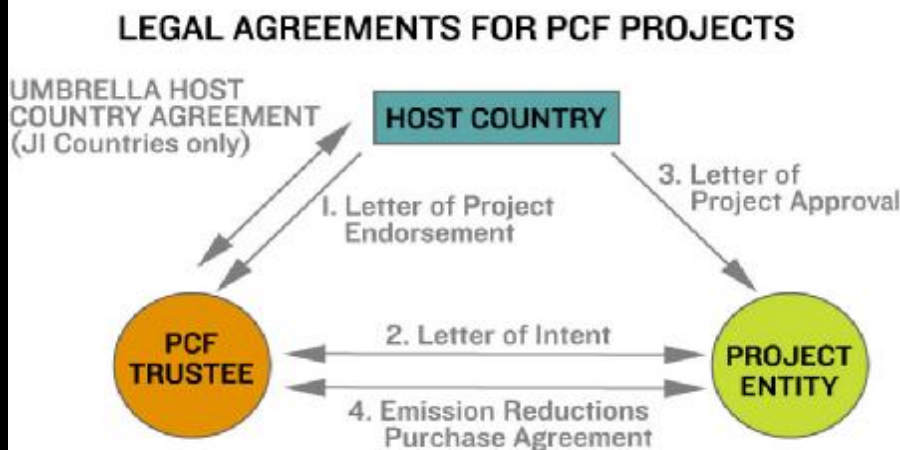 LEGAL AGREEMENTS FOR PCF PROJECTS
UMBRELLA HOST
COUNTRY AGREEMENT
(JI Countries only)
HOST COUNTRY
1. Letter of Project
Endorsement
3. Letter of
Project Approval
PCF
TRUSTEE
2. Letter of Intent
PROJECT
ENTITY
4. Emission Reductions
Purchase Agreement